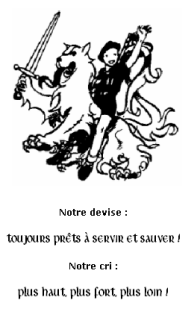 Notre devise :
toujours prêts à servir et sauver !
Notre cri :
plus haut, plus fort, plus loin !